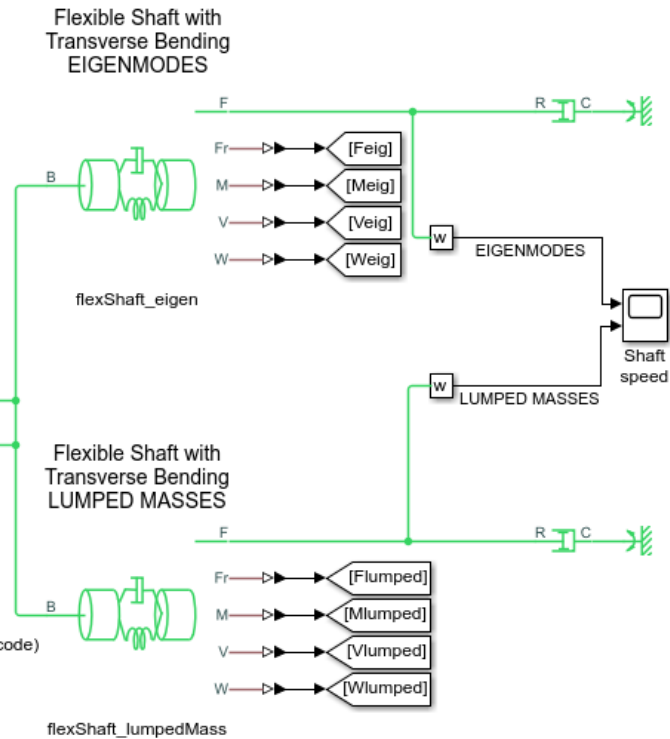 Flexible Shaft with
Transverse Bending
EIGENMODES
F
R
C
Fr
[Feig]
M
[Meig]
B
V
[Veig]
w
EIGENMODES
W
[Weig]
flexShaft_eigen
Shaft
speed
w
LUMPED MASSES
Flexible Shaft with
Transverse Bending
LUMPED MASSES
F
R
C
Fr
[Flumped]
B
M
[Mlumped]
code)
V
[Vlumped]
W
[Wlumped]
flexShaft_lumpedMass